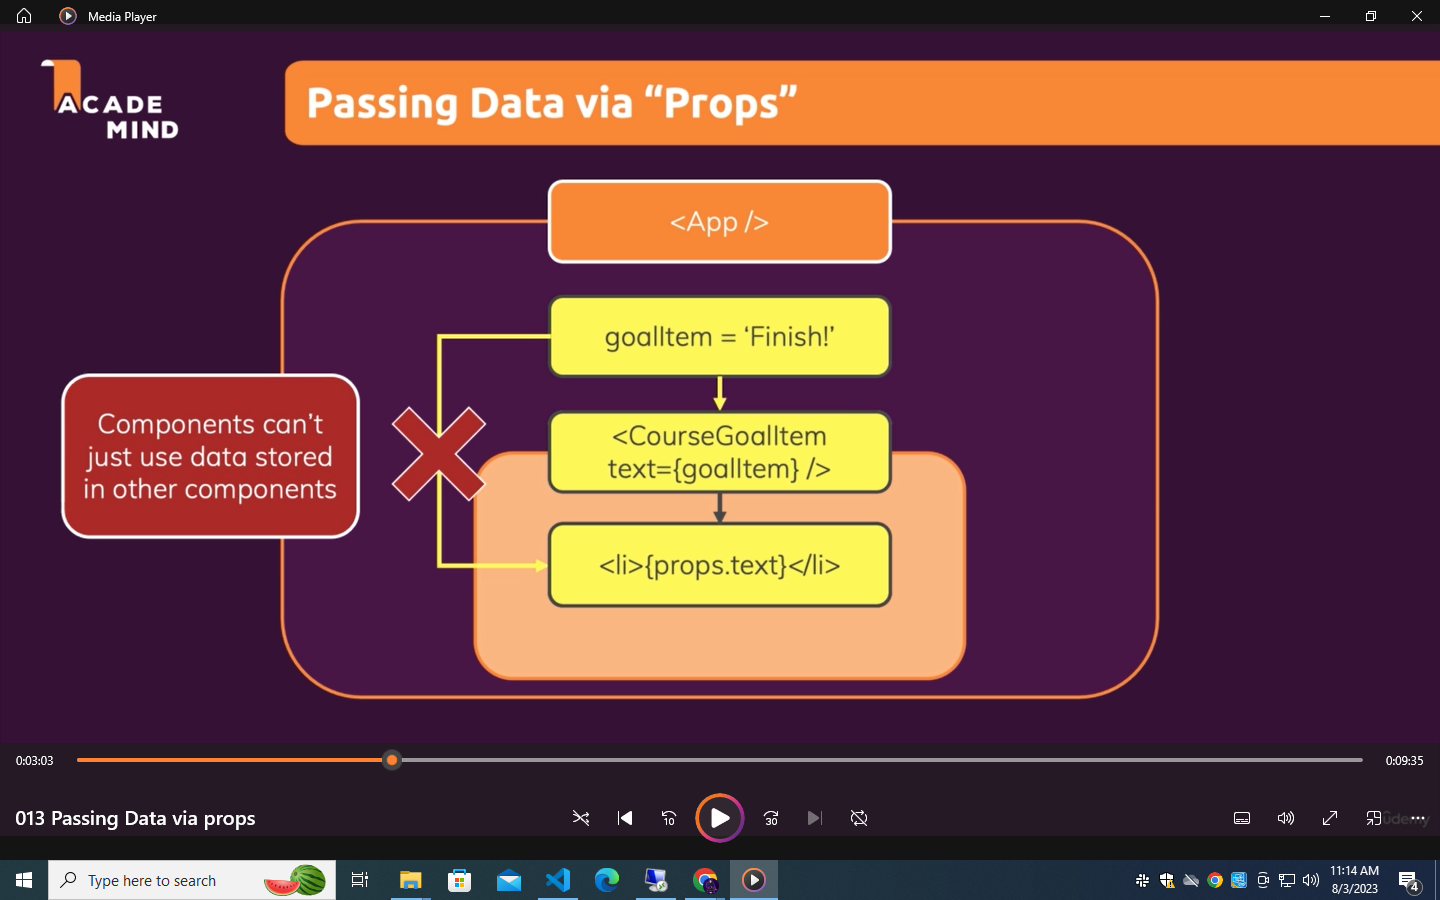 Media Player
ACADE
MIND
Passing Data via “Props”
<App />
goalItem = ‘Finish!’
Components can’t
just use data stored
in other components
<CourseGoalItem
text={goalItem} />
<li>{props.text}</li>
0:03:03
0:09:35
013 Passing Data via props
10
30
ûdemy
Type here to search
11:14 AM
8/3/2023
4